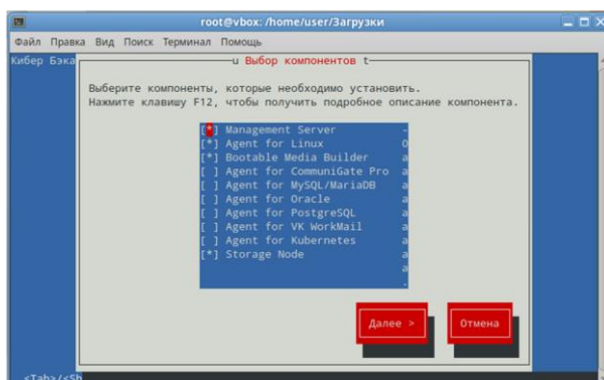 root@vbox: /home/user/Загрузки
Файл Правка Вид Поиск Терминал Помощь
Кибер Бэка
u Выбор компонентов t
Выберите компоненты, которые необходимо установить.
Нажмите клавишу F12, чтобы получить подробное описание компонента.
[*] Management Server -
[*] Agent for Linux 0
[*] Bootable Media Builder a
[ ] Agent for CommuniGate Pro a
[ ] Agent for MySQL/MariaDB a
[ ] Agent for Oracle a
[ ] Agent for PostgreSQL a
[ ] Agent for VK WorkMail a
[ ] Agent for Kubernetes a
[*] Storage Node a
a
.
Далее > Отмена
<Tab>/<Sh